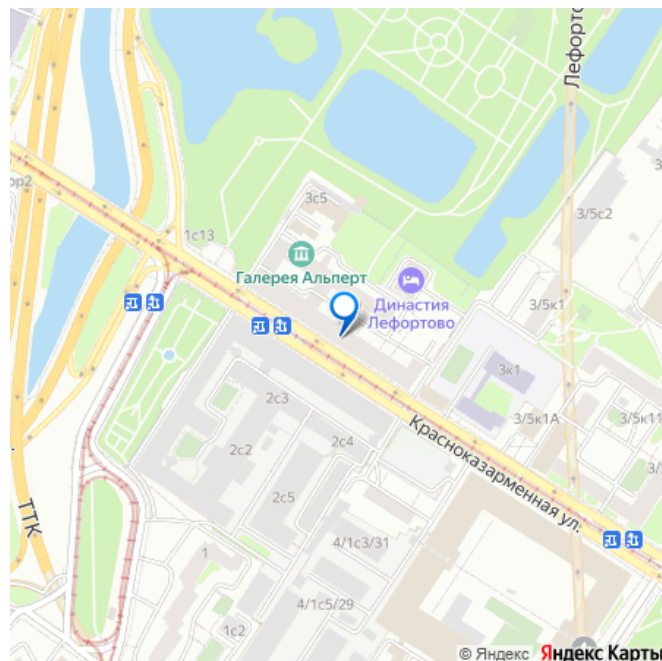 Лефорто
3с5
3/5с2
ор2
1с13
Галерея Альперт
Династия
Лефортово
3/5к1
2с3
3к1
3/5к1А
3/5к11
2с2
2с4
Красноказарменная ул.
2с5
ТТК
4/1с3/31
1
4/1с5/29
1с2
© Яндекс Яндекс Карты